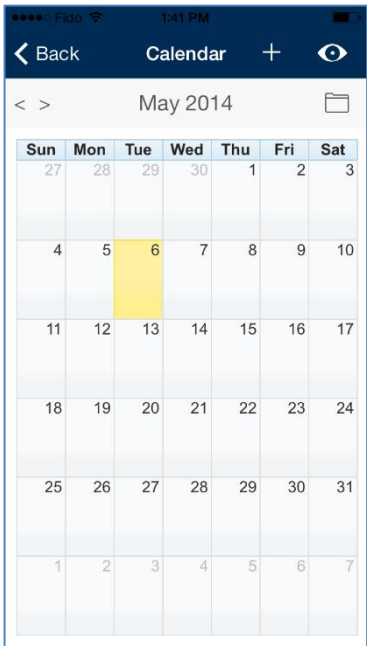 Fido 1:41 PM
Back Calendar +
< > May 2014
Sun Mon Tue Wed Thu Fri Sat
27 28 29 30 1 2 3
4 5 6 7 8 9 10
11 12 13 14 15 16 17
18 19 20 21 22 23 24
25 26 27 28 29 30 31
1 2 3 4 5 6 7